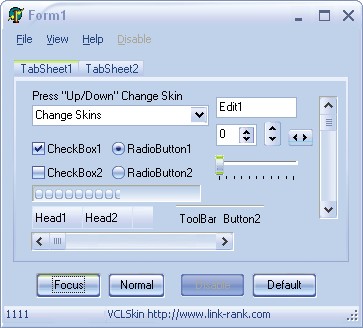 Form1
File View Help Disable
TabSheet1 TabSheet2
Press "Up/Down" Change Skin
Change Skins
Edit1
0
CheckBox1 RadioButton1
CheckBox2 RadioButton2
Head1 Head2
ToolBar Button2
Focus Normal Disable Default
1111 VCLSkin http://www.link-rank.com